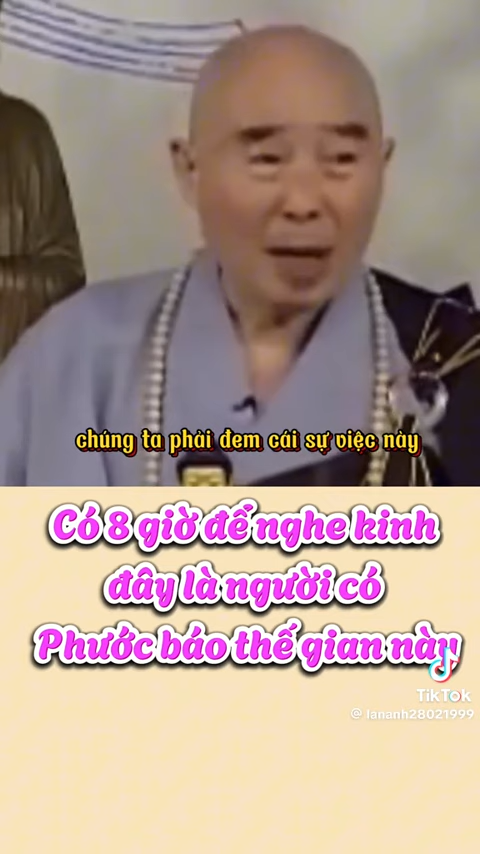 chúng ta phải đem cái sự việc này
Có 8 giờ để nghe kinh
đây là người có
Phước báo thế gian này
TikTok
@lananh28021999